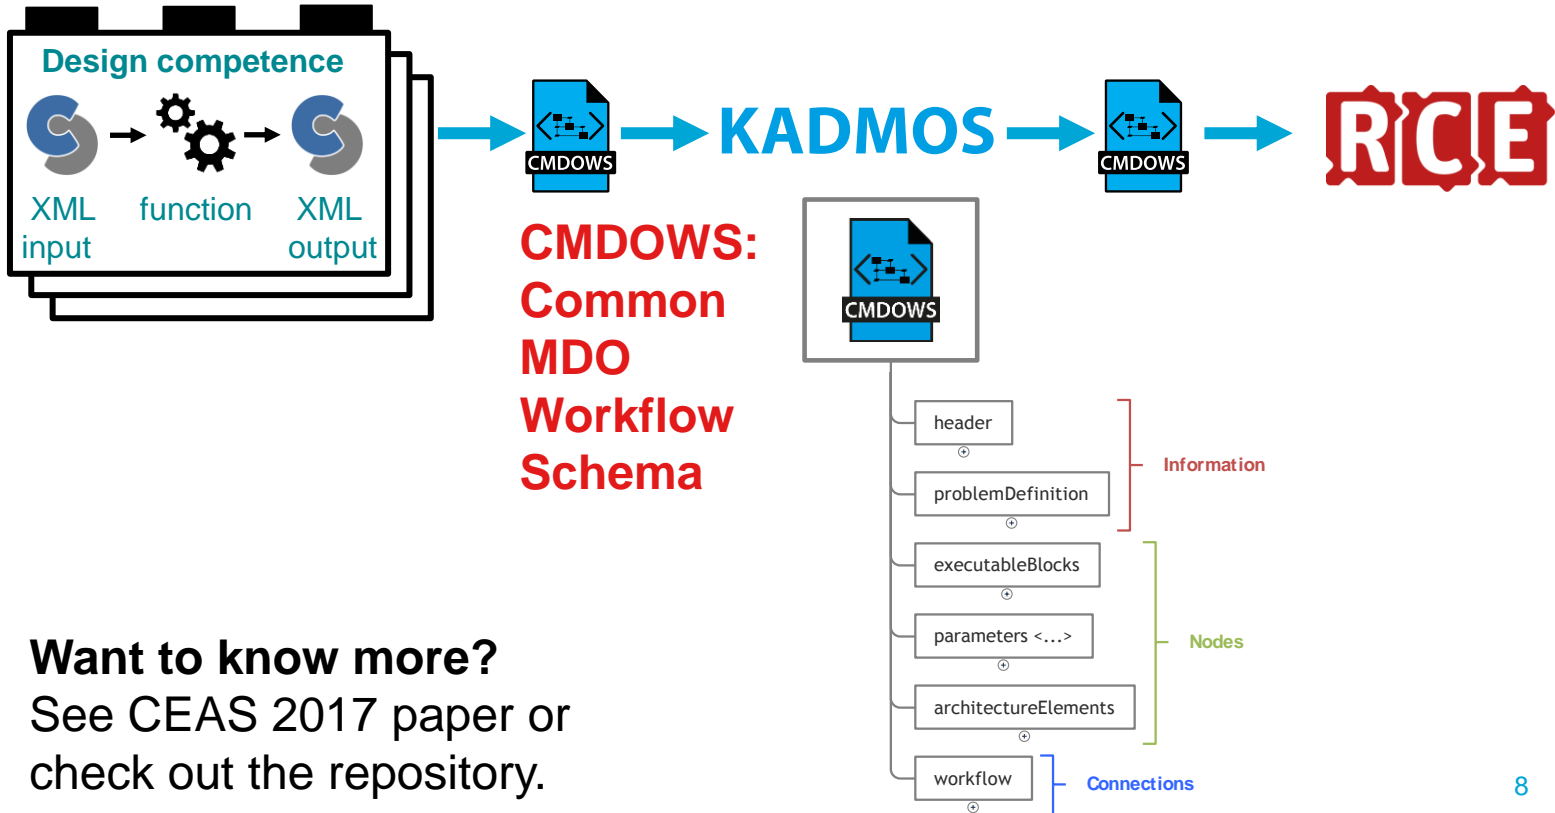 Design competence
XML input
function
XML output
CMDOWS
KADMOS
CMDOWS
RCE
CMDOWS:
Common
MDO
Workflow
Schema
CMDOWS
header
problemDefinition
Information
executableBlocks
parameters <...>
architectureElements
Nodes
workflow
Connections
Want to know more?
See CEAS 2017 paper or
check out the repository.
8